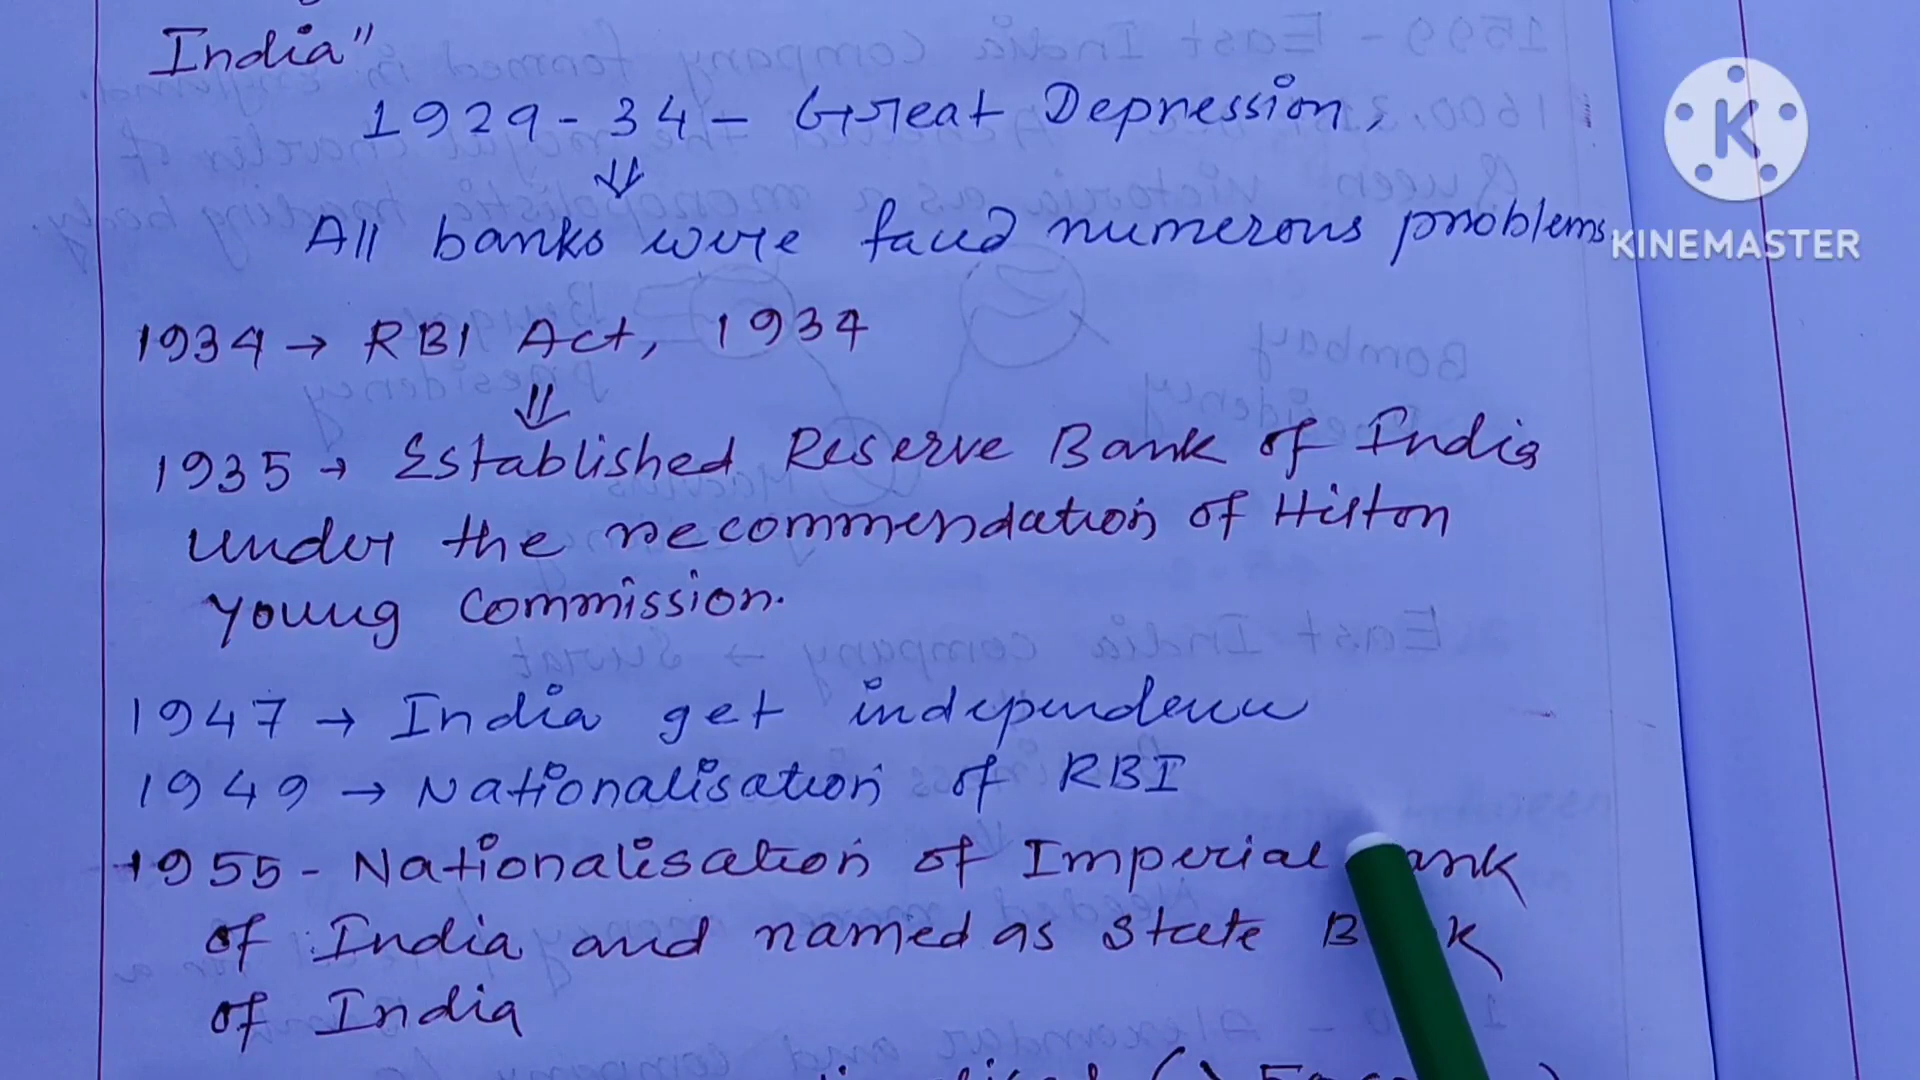 India"
1929-34 - Great Depression,
All banks were faced numerous problems
K
KINEMASTER
1934 → RBI Act, 1934
1935 → Established Reserve Bank of India
under the recommendation of Hilton
Young Commission.
1947 → India get independence
1949 → Nationalisation of RBI
1955 - Nationalisation of Imperial ank
of India and named as State B k
of India